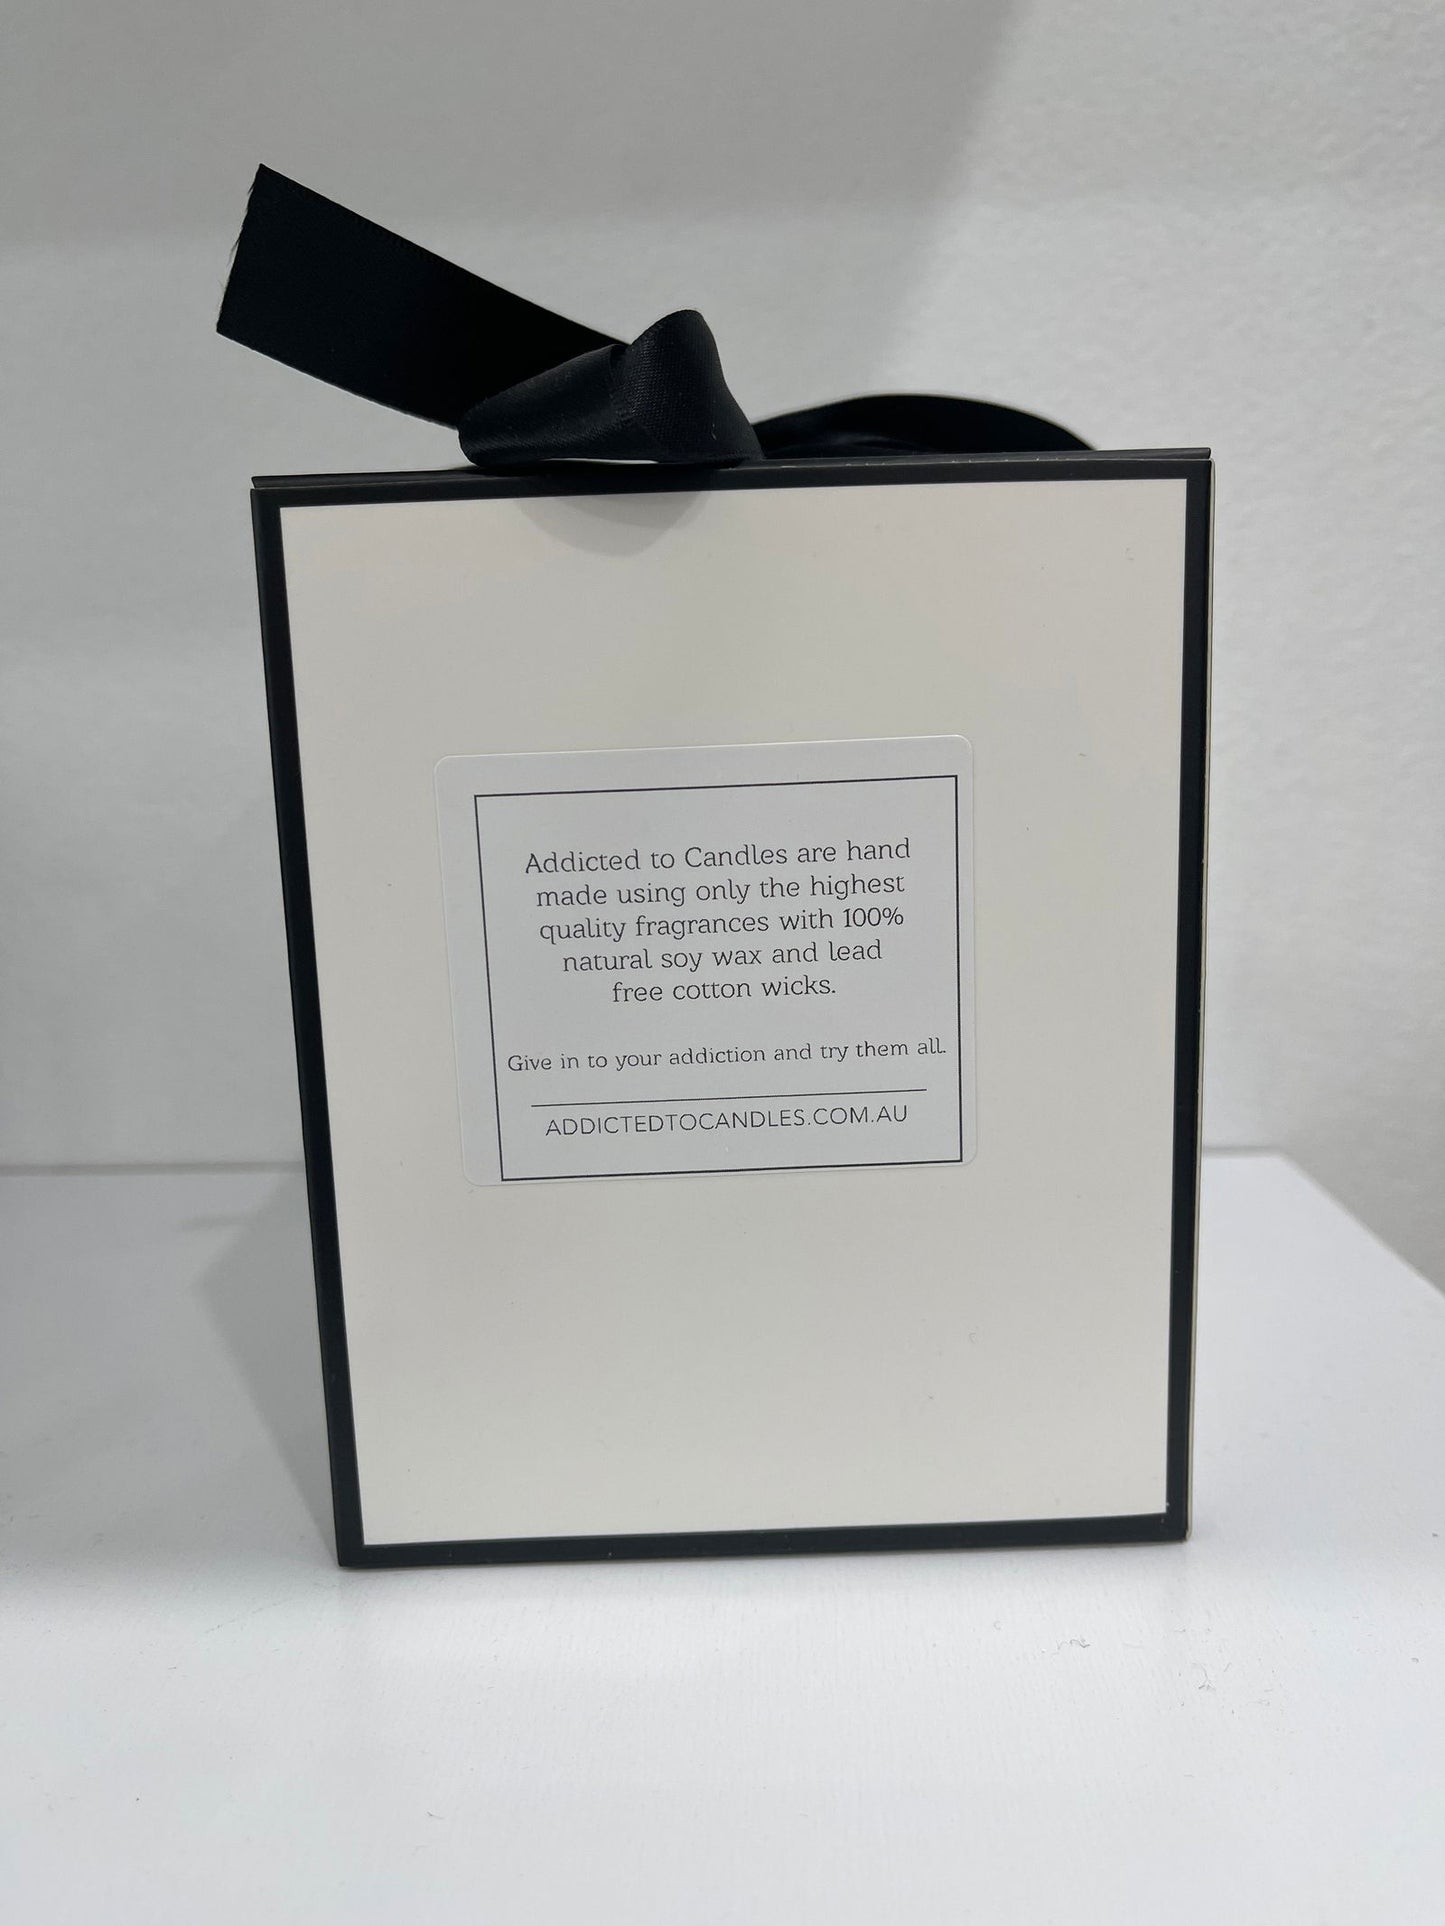 Addicted to Candles are hand
made using only the highest
quality fragrances with 100%
natural soy wax and lead
free cotton wicks.
Give in to your addiction and try them all.
ADDICTEDTOCANDLES.COM.AU